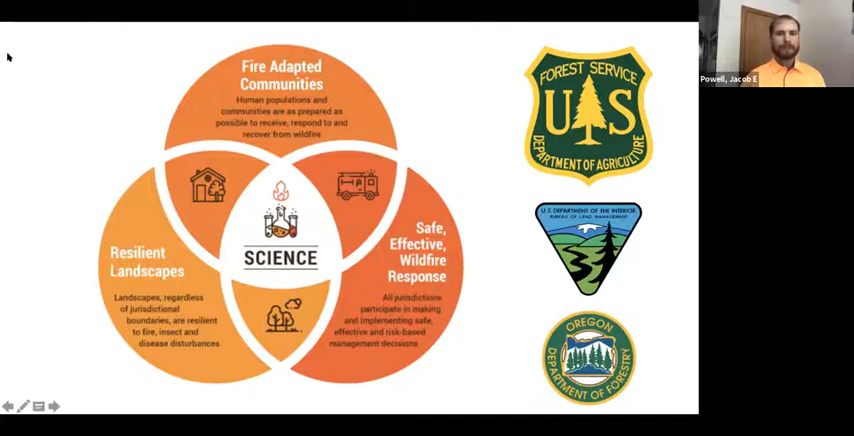 Fire Adapted
Communities
Human populations and
communities are as prepared as
possible to receive, respond to and
recover from wildfire
Safe,
Effective,
Wildfire
Response
All jurisdictions
participate in making
and implementing safe,
effective and risk-based
management decisions
Resilient
Landscapes
Landscapes, regardless
of jurisdictional
boundaries, are resilient
to fire, insect and
disease disturbances
SCIENCE
FOREST SERVICE
U S
DEPARTMENT OF AGRICULTURE
U.S. DEPARTMENT OF THE INTERIOR
BUREAU OF LAND MANAGEMENT
OREGON
DEPARTMENT OF FORESTRY
Powell, Jacob E